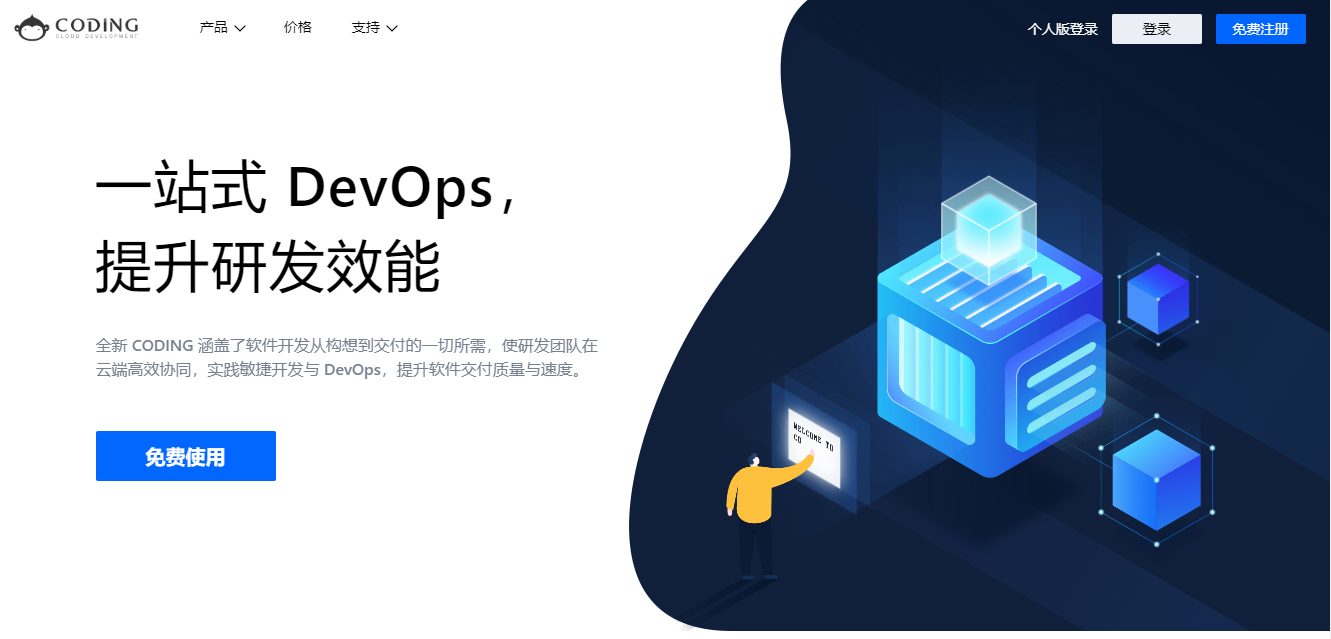 CODING
CLOUD DEVELOPMENT
产品
价格
支持
个人版登录
登录
免费注册
一站式 DevOps，
提升研发效能
全新 CODING 涵盖了软件开发从构想到交付的一切所需，使研发团队在
云端高效协同，实践敏捷开发与 DevOps，提升软件交付质量与速度。
免费使用
WELCOME TO
CO